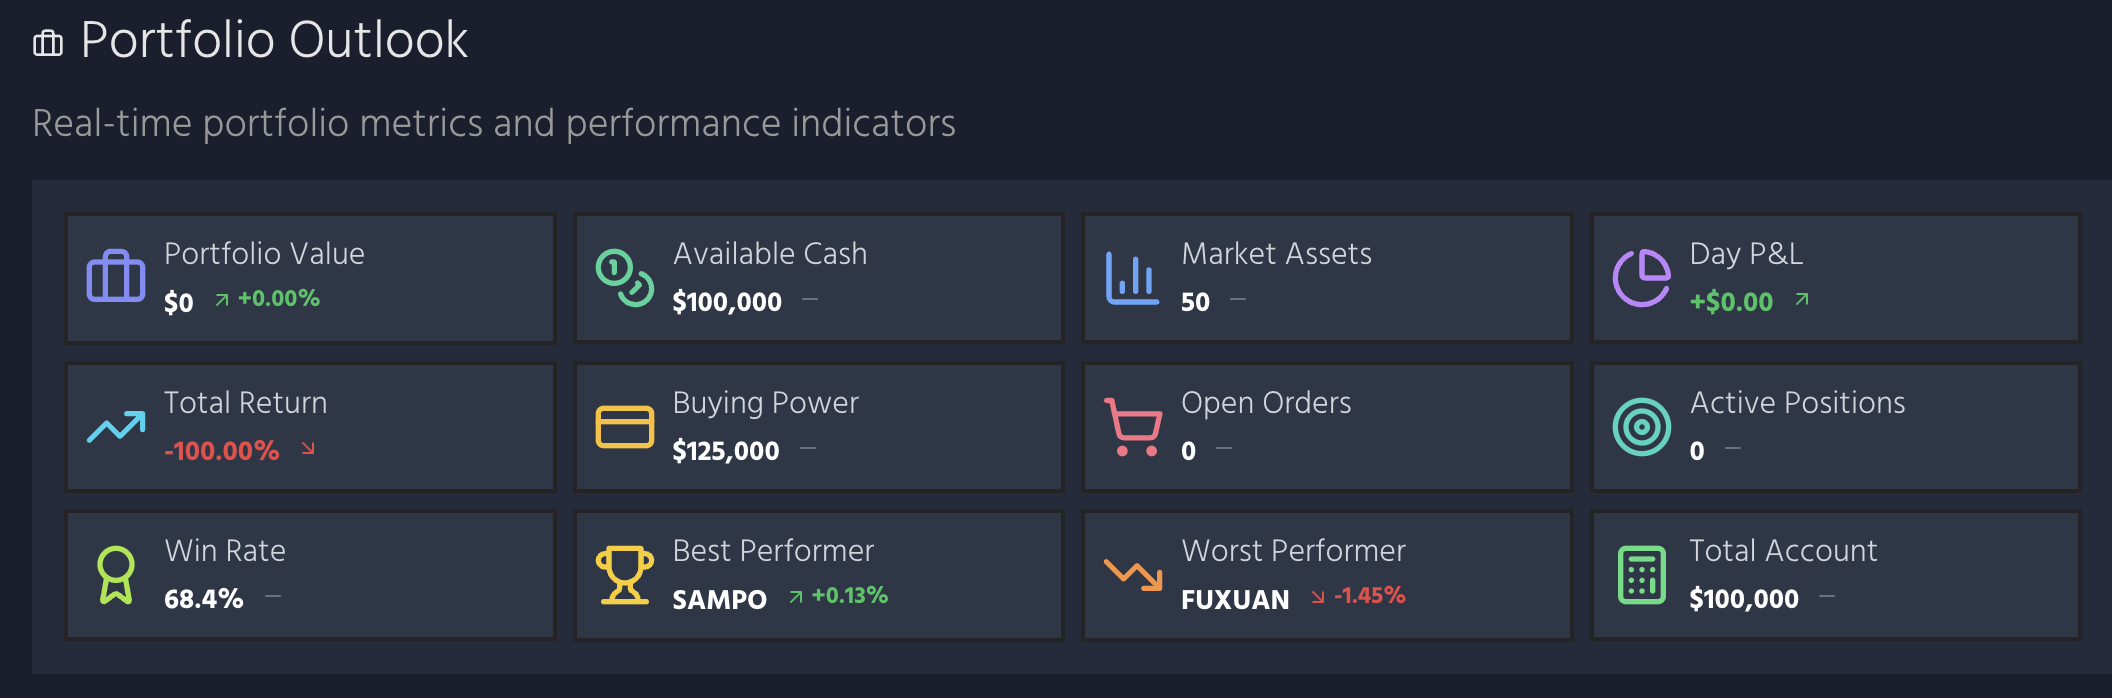 Portfolio Outlook
Real-time portfolio metrics and performance indicators
Portfolio Value
$0 +0.00%
Available Cash
$100,000 —
Market Assets
50 —
Day P&L
+$0.00
Total Return
-100.00%
Buying Power
$125,000 —
Open Orders
0 —
Active Positions
0 —
Win Rate
68.4% —
Best Performer
SAMPO +0.13%
Worst Performer
FUXUAN -1.45%
Total Account
$100,000 —